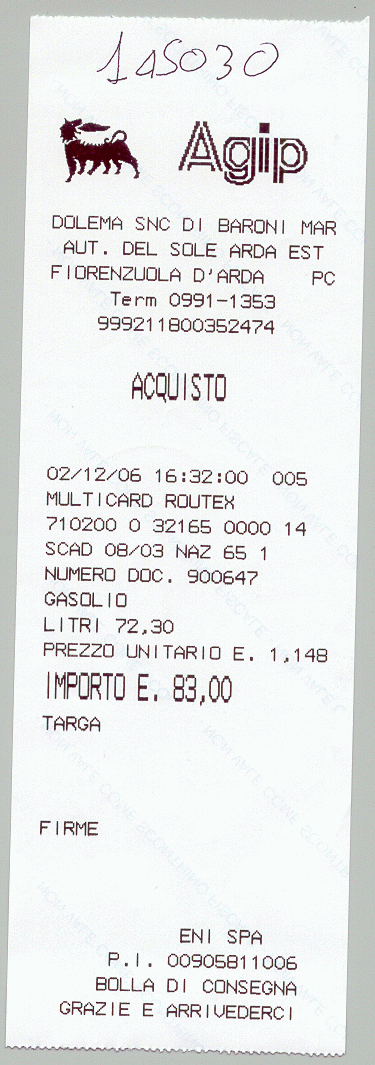 145030
Agip
DOLEMA SNC DI BARONI MAR
AUT. DEL SOLE ARDA EST
FIORENZUOLA D'ARDA PC
Term 0991-1353
999211800352474
ACQUISTO
02/12/06 16:32:00 005
MULTICARD ROUTEX
710200 0 32165 0000 14
SCAD 08/03 NAZ 65 1
NUMERO DOC. 900647
GASOLIO
LITRI 72,30
PREZZO UNITARIO E. 1,148
IMPORTO E. 83,00
TARGA
FIRME
ENI SPA
P.I. 00905811006
BOLLA DI CONSEGNA
GRAZIE E ARRIVEDERCI